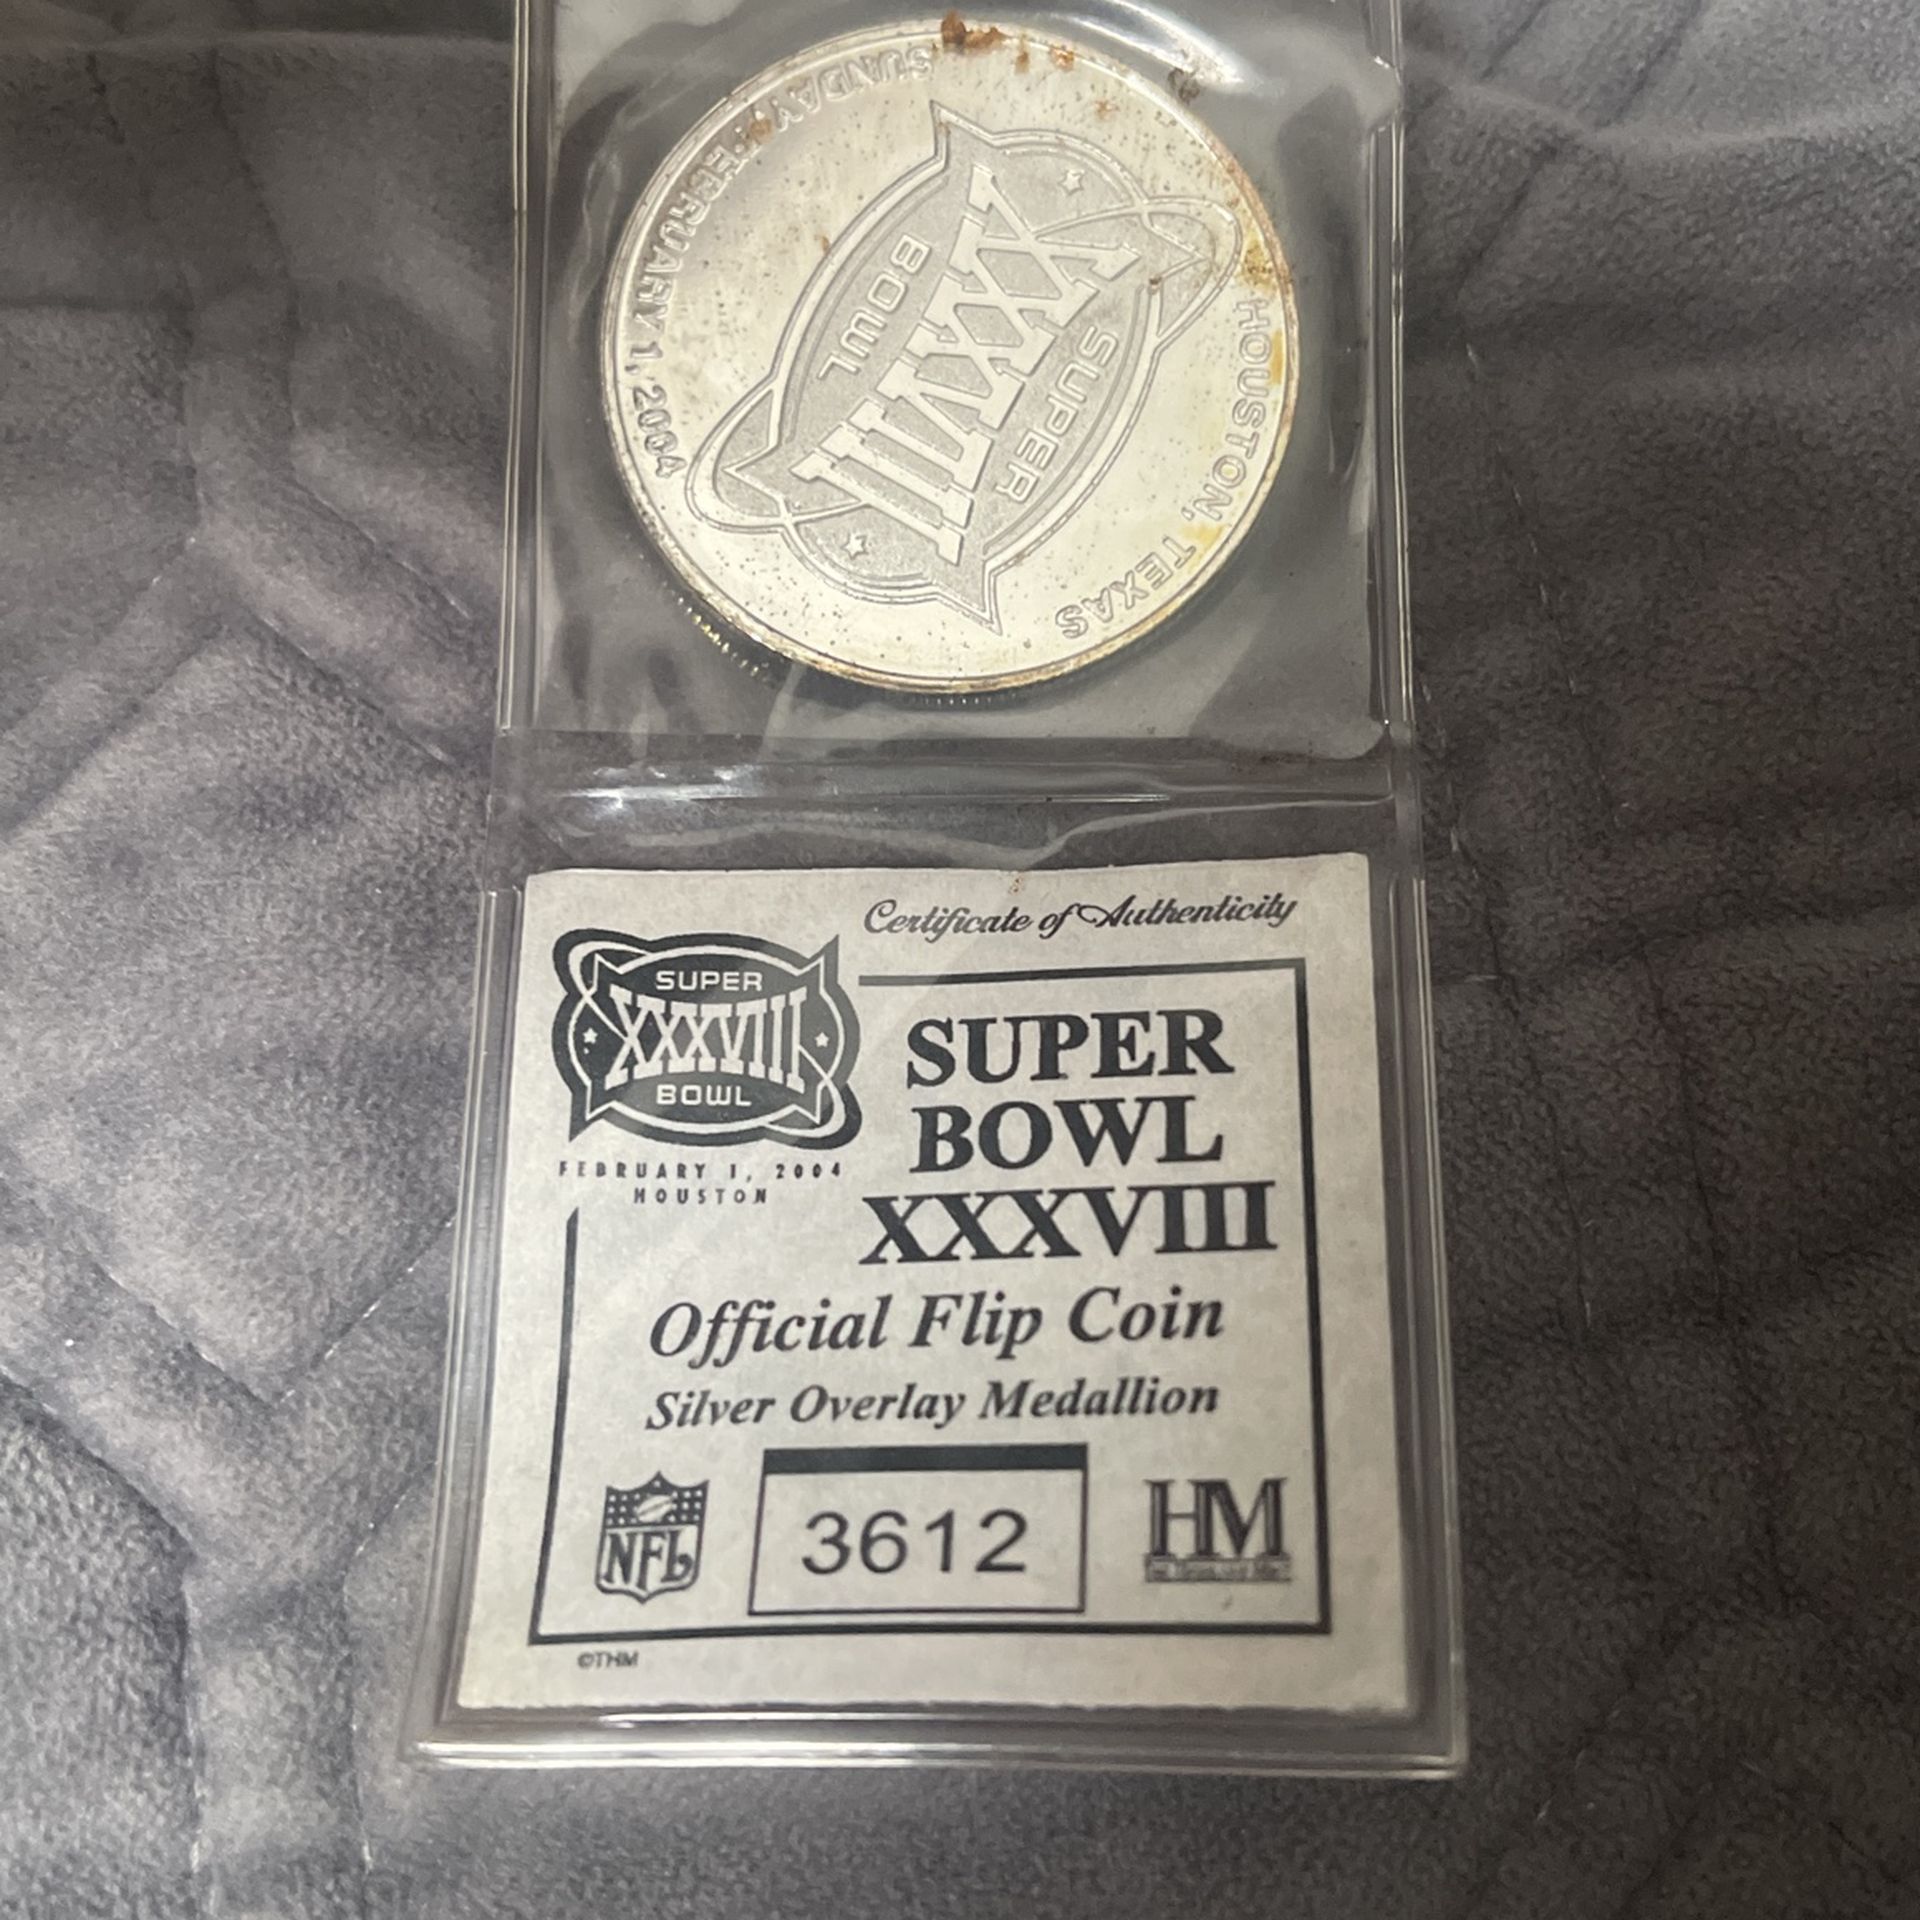 SUNDAY, FEBRUARY 1, 2004
SUPER
XXXVIII
BOWL
HOUSTON, TEXAS
Certificate of Authenticity
SUPER
XXXVIII
BOWL
FEBRUARY 1, 2004
HOUSTON
SUPER
BOWL
XXXVIII
Official Flip Coin
Silver Overlay Medallion
NFL
3612
HM
©THM